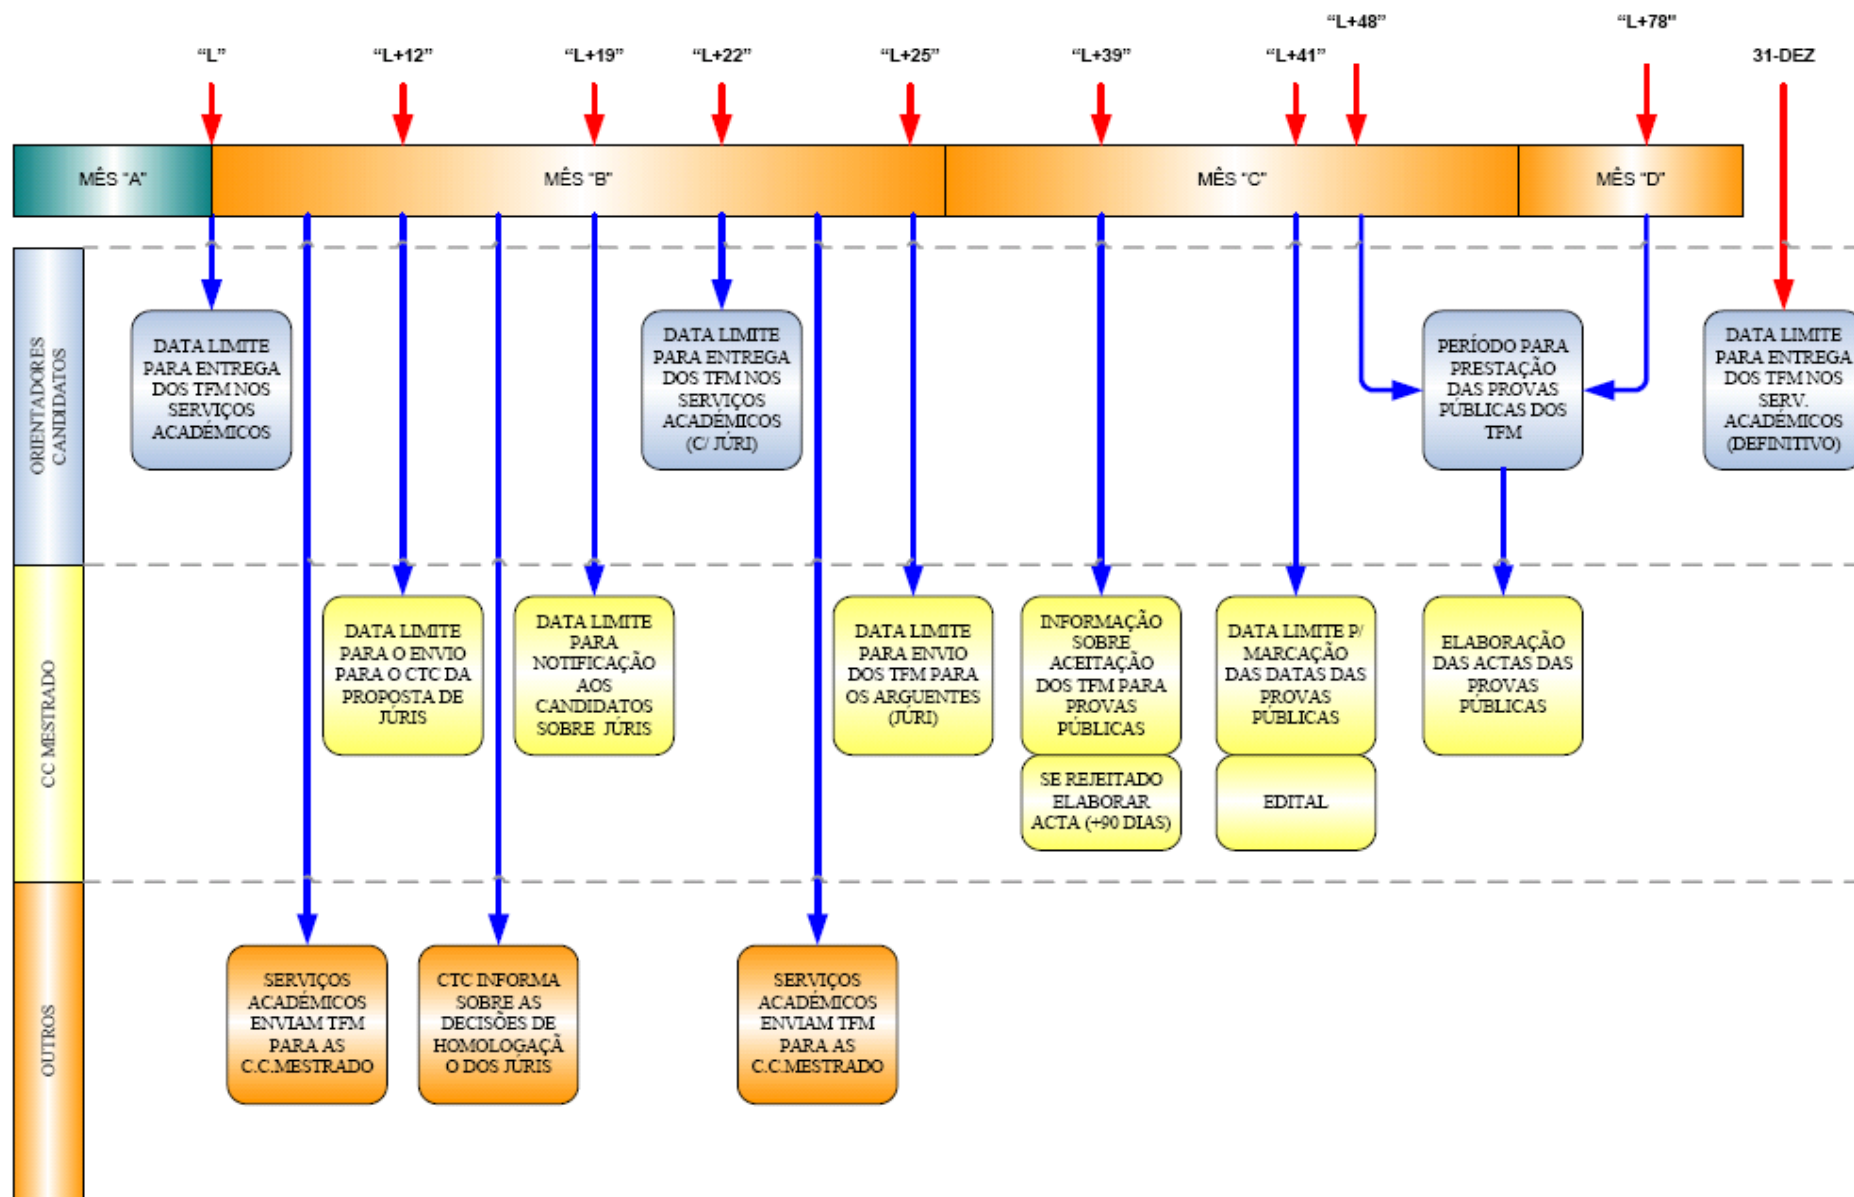 “L+48”
“L+78”
“L”
“L+12”
“L+19”
“L+22”
“L+25”
“L+39”
“L+41”
31-DEZ
MÊS “A”
MÊS “B”
MÊS “C”
MÊS “D”
ORIENTADORES
CANDIDATOS
DATA LIMITE
PARA ENTREGA
DOS TFM NOS
SERVIÇOS
ACADÉMICOS
DATA LIMITE
PARA ENTREGA
DOS TFM NOS
SERVIÇOS
ACADÉMICOS
(C/ JÚRI)
PERÍODO PARA
PRESTAÇÃO
DAS PROVAS
PÚBLICAS DOS
TFM
DATA LIMITE
PARA ENTREGA
DOS TFM NOS
SERV.
ACADÉMICOS
(DEFINITIVO)
CC MESTRADO
DATA LIMITE
PARA O ENVIO
PARA O CTC DA
PROPOSTA DE
JÚRIS
DATA LIMITE
PARA
NOTIFICAÇÃO
AOS
CANDIDATOS
SOBRE JÚRIS
DATA LIMITE
PARA ENVIO
DOS TFM PARA
OS ARGUENTES
(JÚRI)
INFORMAÇÃO
SOBRE
ACEITAÇÃO
DOS TFM PARA
PROVAS
PÚBLICAS
SE REJEITADO
ELABORAR
ACTA (+90 DIAS)
DATA LIMITE P/
MARCAÇÃO
DAS DATAS DAS
PROVAS
PÚBLICAS
EDITAL
ELABORAÇÃO
DAS ACTAS DAS
PROVAS
PÚBLICAS
OUTROS
SERVIÇOS
ACADÉMICOS
ENVIAM TFM
PARA AS
C.C.MESTRADO
CTC INFORMA
SOBRE AS
DECISÕES DE
HOMOLOGAÇÃ
O DOS JÚRIS
SERVIÇOS
ACADÉMICOS
ENVIAM TFM
PARA AS
C.C.MESTRADO